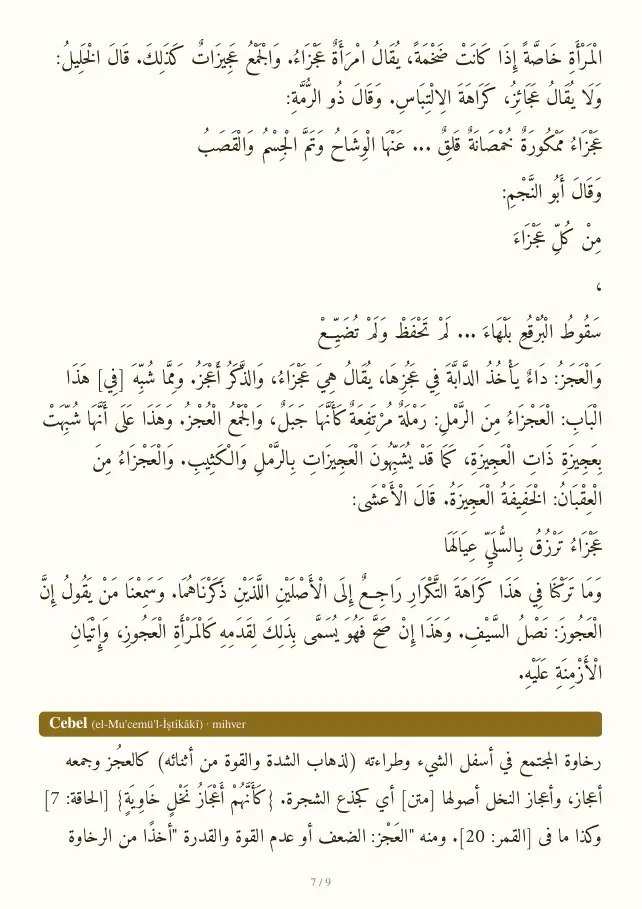 الْمَرْأَةِ خَاصَّةً إِذَا كَانَتْ ضَخْمَةً، يُقَالُ امْرَأَةٌ عَجْزَاءُ. وَالْجَمْعُ عَجِيزَاتٌ كَذَلِكَ. قَالَ الْخَلِيلُ:
وَلَا يُقَالُ عَجَائِزُ، كَرَاهَةَ الِالْتِبَاسِ. وَقَالَ ذُو الرُّمَّةِ:
عَجْزَاءُ مَمْكُورَةٌ خُمْصَانَةٌ قَلِقٌ ... عَنْهَا الْوِشَاحُ وَتَمَّ الْجِسْمُ وَالْقَصَبُ
وَقَالَ أَبُو النَّجْمِ:
مِنْ كُلِّ عَجْزَاءَ
،
سَقُوطُ الْبُرْقُعِ بَلْهَاءَ ... لَمْ تَحْفَظْ وَلَمْ تُضَيِّعْ
وَالْعَجَزُ: دَاءٌ يَأْخُذُ الدَّابَّةَ فِي عَجُزِهَا، يُقَالُ هِيَ عَجْزَاءُ، وَالذَّكَرُ أَعْجَزُ. وَمِمَّا شُبِّهَ [فِي] هَذَا
الْبَابِ: الْعَجْزَاءُ مِنَ الرَّمْلِ: رَمْلَةٌ مُرْتَفِعَةٌ كَأَنَّهَا جَبَلٌ، وَالْجَمْعُ الْعُجْزُ. وَهَذَا عَلَى أَنَّهَا شُبِّهَتْ
بِعَجِيزَةِ ذَاتِ الْعَجِيزَةِ، كَمَا قَدْ يُشَبِّهُونَ الْعَجِيزَاتِ بِالرَّمْلِ وَالْكَثِيبِ. وَالْعَجْزَاءُ مِنَ
الْعِقْبَانِ: الْخَفِيفَةُ الْعَجِيزَةُ. قَالَ الْأَعْشَى:
عَجْزَاءُ تَرْزُقُ بِالسُّلَيِّ عِيَالَهَا
وَمَا تَرَكْنَا فِي هَذَا كَرَاهَةَ التَّكْرَارِ رَاجِعٌ إِلَى الْأَصْلَيْنِ اللَّذَيْنِ ذَكَرْنَاهُمَا. وَسَمِعْنَا مَنْ يَقُولُ إِنَّ
الْعَجُوزَ: نَصْلُ السَّيْفِ. وَهَذَا إِنْ صَحَّ فَهُوَ يُسَمَّى بِذَلِكَ لِقَدَمِهِ كَالْمَرْأَةِ الْعَجُوزِ، وَإِتْيَانِ
الْأَزْمِنَةِ عَلَيْهِ.
Cebel (el-Mu'cemü'l-İştikâkî) · mihver
رخاوة المجتمع في أسفل الشيء وطراءته (لذهاب الشدة والقوة من أثنائه) كالعجُز وجمعه
أعجاز، وأعجاز النخل أصولها [متن] أي كجذع الشجرة. {كَأَنَّهُمْ أَعْجَازُ نَخْلٍ خَاوِيَةٍ} [الحاقة: 7]
وكذا ما فى [القمر: 20]. ومنه "العَجْز: الضعف أو عدم القوة والقدرة "أخذًا من الرخاوة
7 / 9